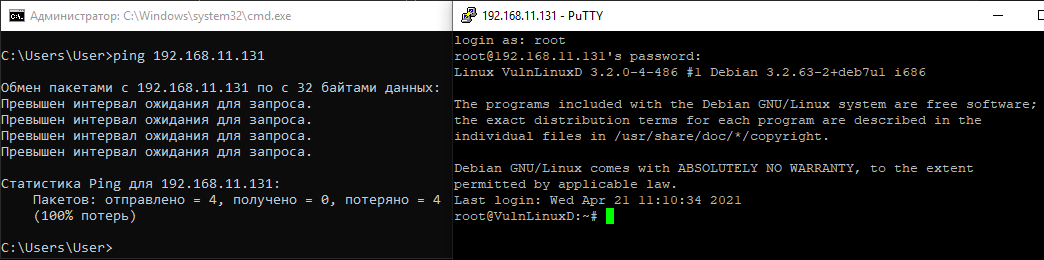 Администратор: C:\Windows\system32\cmd.exe
C:\Users\User>ping 192.168.11.131
Обмен пакетами с 192.168.11.131 по с 32 байтами данных:
Превышен интервал ожидания для запроса.
Превышен интервал ожидания для запроса.
Превышен интервал ожидания для запроса.
Превышен интервал ожидания для запроса.
Статистика Ping для 192.168.11.131:
Пакетов: отправлено = 4, получено = 0, потеряно = 4
(100% потерь)
C:\Users\User>
192.168.11.131 - PuTTY
login as: root
root@192.168.11.131's password:
Linux VulnLinuxD 3.2.0-4-486 #1 Debian 3.2.63-2+deb7u1 i686
The programs included with the Debian GNU/Linux system are free software;
the exact distribution terms for each program are described in the
individual files in /usr/share/doc/*/copyright.
Debian GNU/Linux comes with ABSOLUTELY NO WARRANTY, to the extent
permitted by applicable law.
Last login: Wed Apr 21 11:10:34 2021
root@VulnLinuxD:~#